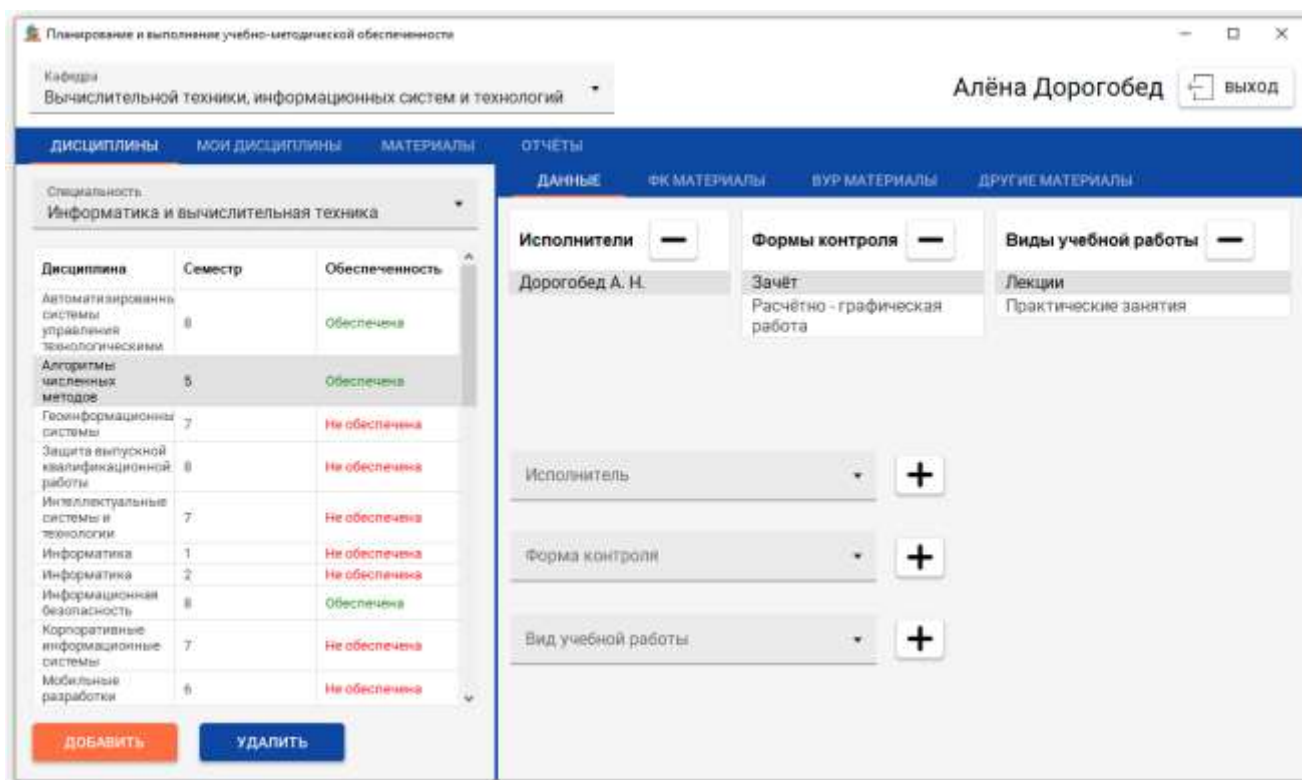 Планирование и выполнение учебно-методической обеспеченности
Кафедра
Вычислительной техники, информационных систем и технологий
Алёна Дорогобед
ВЫХОД
ДИСЦИПЛИНЫ
МОИ ДИСЦИПЛИНЫ
МАТЕРИАЛЫ
ОТЧЁТЫ
Специальность
Информатика и вычислительная техника
Дисциплина Семестр Обеспеченность
Автоматизированнь
системы
управления
технологическими
8 Обеспечена
Алгоритмы
численных
методов
5 Обеспечена
Геоинформационны
системы
7 Не обеспечена
Защита выпускной
квалификационной
работы
8 Не обеспечена
Интеллектуальные
системы и
технологии
7 Не обеспечена
Информатика 1 Не обеспечена
Информатика 2 Не обеспечена
Информационная
безопасность
8 Обеспечена
Корпоративные
информационные
системы
7 Не обеспечена
Мобильные
разработки
6 Не обеспечена
ДОБАВИТЬ
УДАЛИТЬ
ДАННЫЕ
ФК МАТЕРИАЛЫ
ВУР МАТЕРИАЛЫ
ДРУГИЕ МАТЕРИАЛЫ
Исполнители
Дорогобед А. Н.
Формы контроля
Зачёт
Расчётно - графическая
работа
Виды учебной работы
Лекции
Практические занятия
Исполнитель
Форма контроля
Вид учебной работы